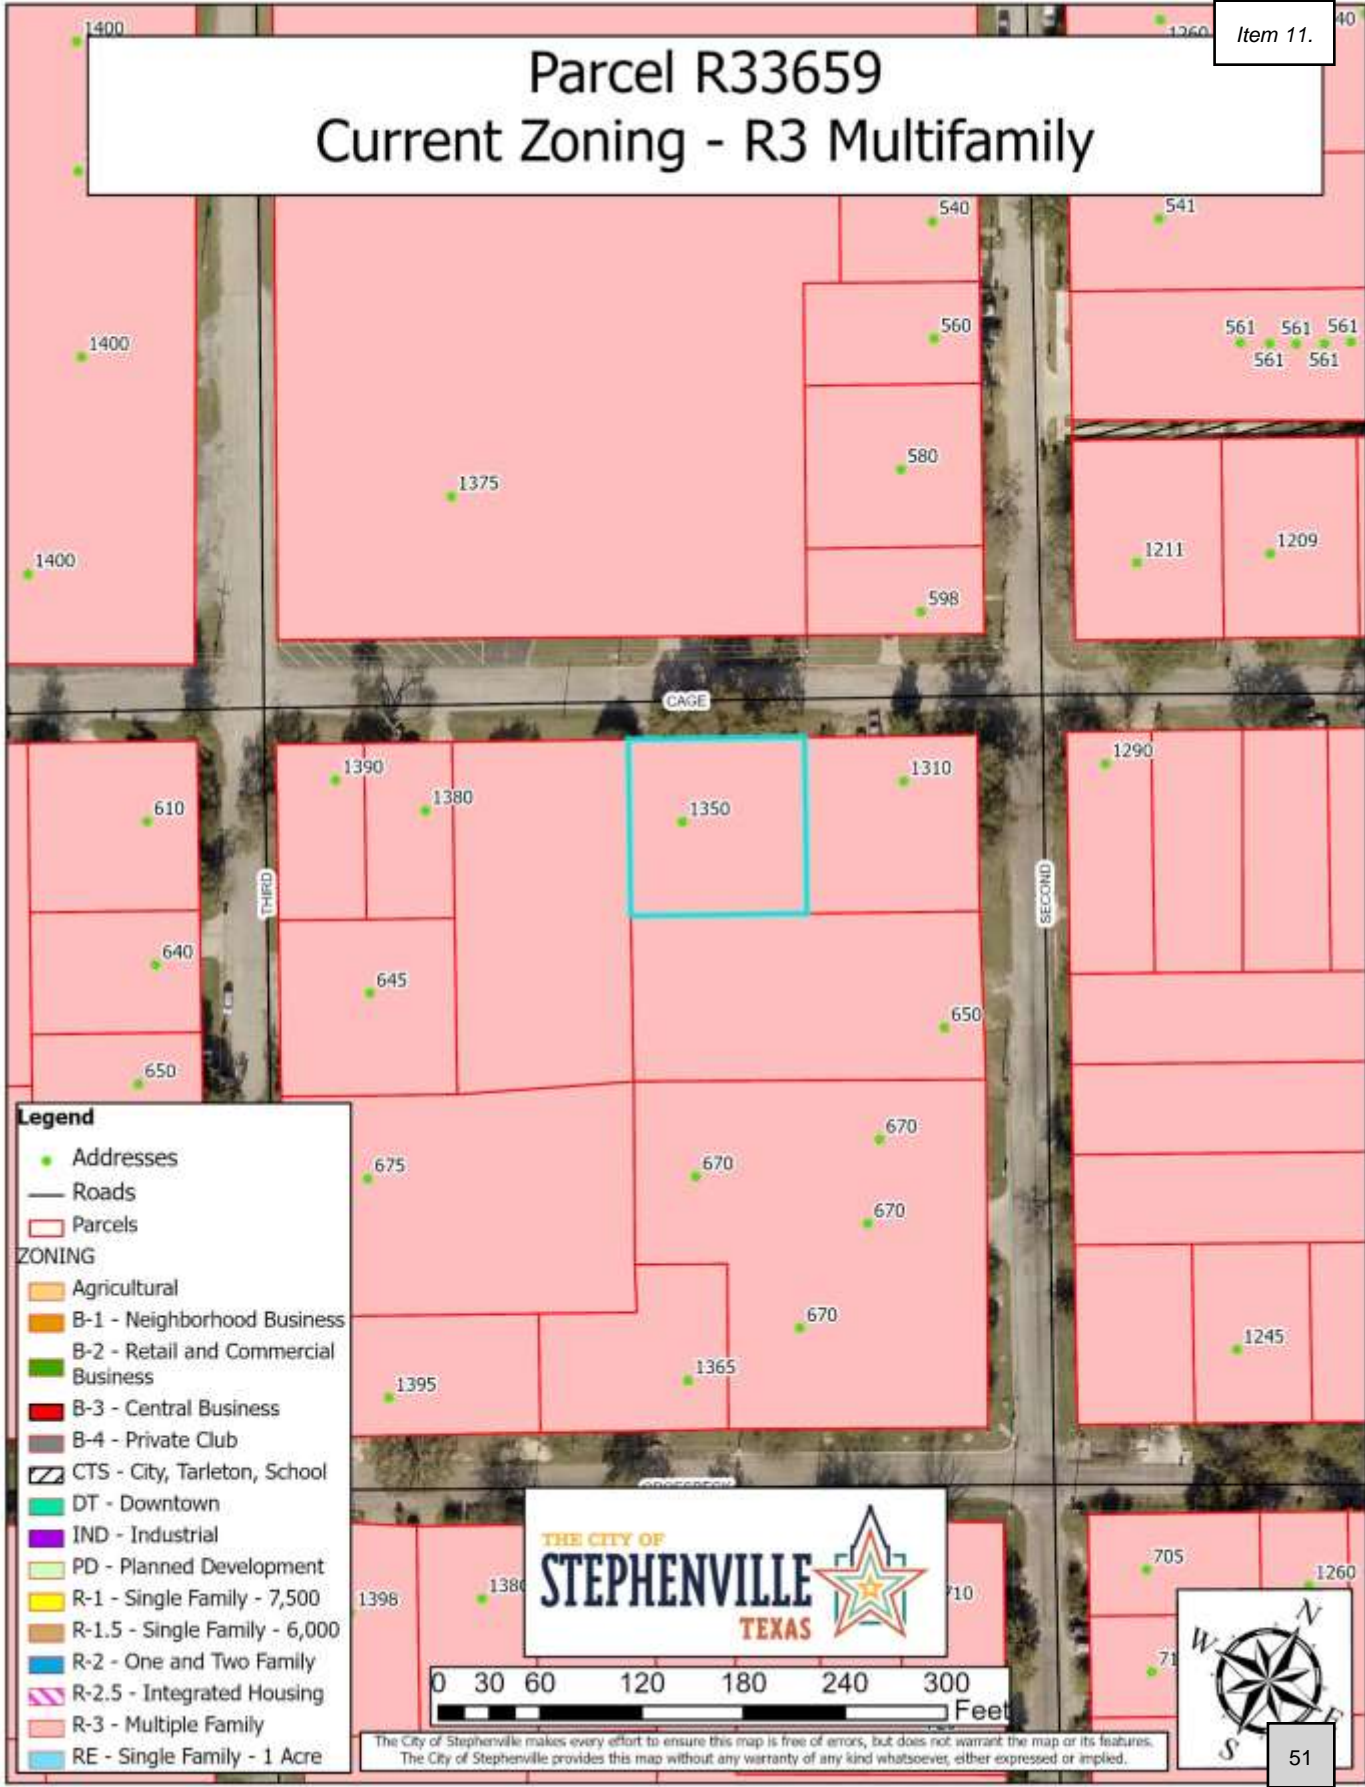 Item 11.
1400
1260
40
Parcel R33659
Current Zoning - R3 Multifamily
540
541
560
561 561 561
561 561
1400
580
1375
1211
1209
1400
598
CAGE
1390
1380
1350
1310
1290
610
THIRD
SECOND
640
645
650
650
670
675
670
670
670
1245
1365
1395
Legend
Addresses
Roads
Parcels
ZONING
Agricultural
B-1 - Neighborhood Business
B-2 - Retail and Commercial
Business
B-3 - Central Business
B-4 - Private Club
CTS - City, Tarleton, School
DT - Downtown
IND - Industrial
PD - Planned Development
R-1 - Single Family - 7,500
R-1.5 - Single Family - 6,000
R-2 - One and Two Family
R-2.5 - Integrated Housing
R-3 - Multiple Family
RE - Single Family - 1 Acre
THE CITY OF
STEPHENVILLE
TEXAS
1398
1380
710
705
1260
71
0 30 60 120 180 240 300
Feet
N
W
E
S
The City of Stephenville makes every effort to ensure this map is free of errors, but does not warrant the map or its features.
The City of Stephenville provides this map without any warranty of any kind whatsoever, either expressed or implied.
51